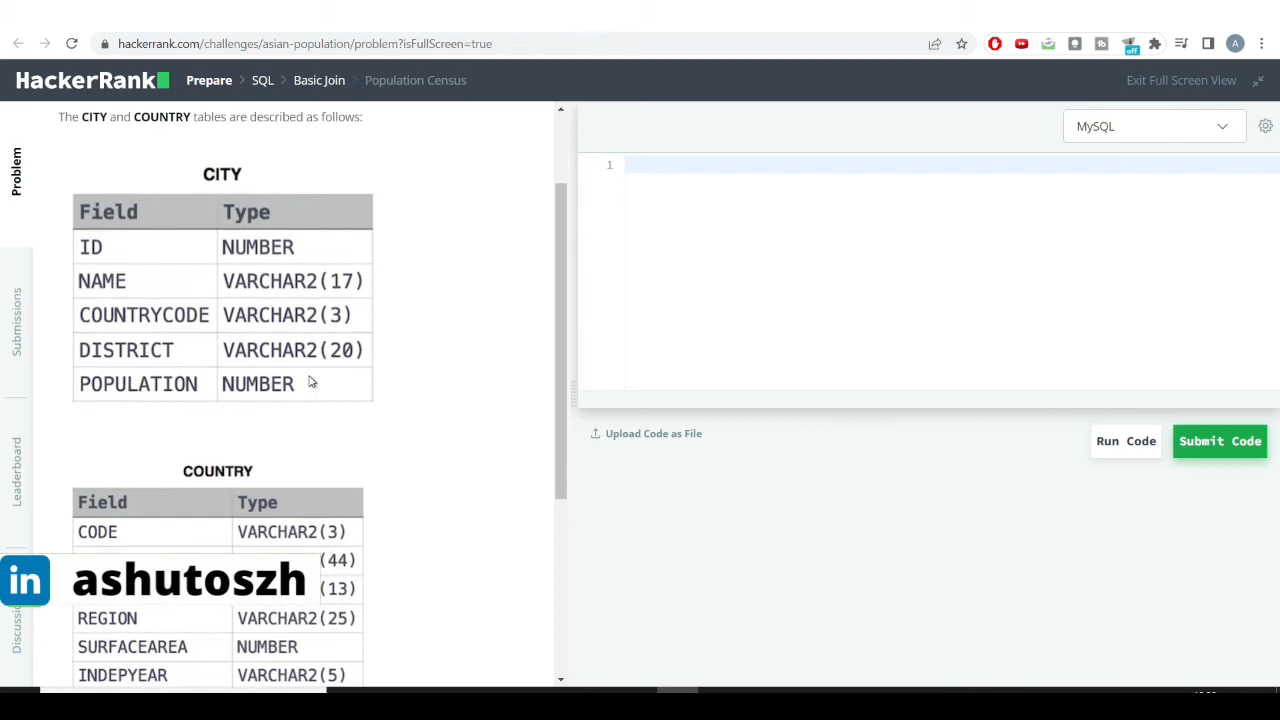 hackerrank.com/challenges/asian-population/problem?isFullScreen=true
off
A
HackerRank
Prepare > SQL > Basic Join > Population Census
Exit Full Screen View
Problem
Submissions
Leaderboard
The CITY and COUNTRY tables are described as follows:
CITY
Field Type
ID NUMBER
NAME VARCHAR2(17)
COUNTRYCODE VARCHAR2(3)
DISTRICT VARCHAR2(20)
POPULATION NUMBER
COUNTRY
Field Type
CODE VARCHAR2(3)
(44)
(13)
REGION VARCHAR2(25)
SURFACEAREA NUMBER
INDEPYEAR VARCHAR2(5)
in ashutoszh
MySQL
1
Upload Code as File
Run Code
Submit Code